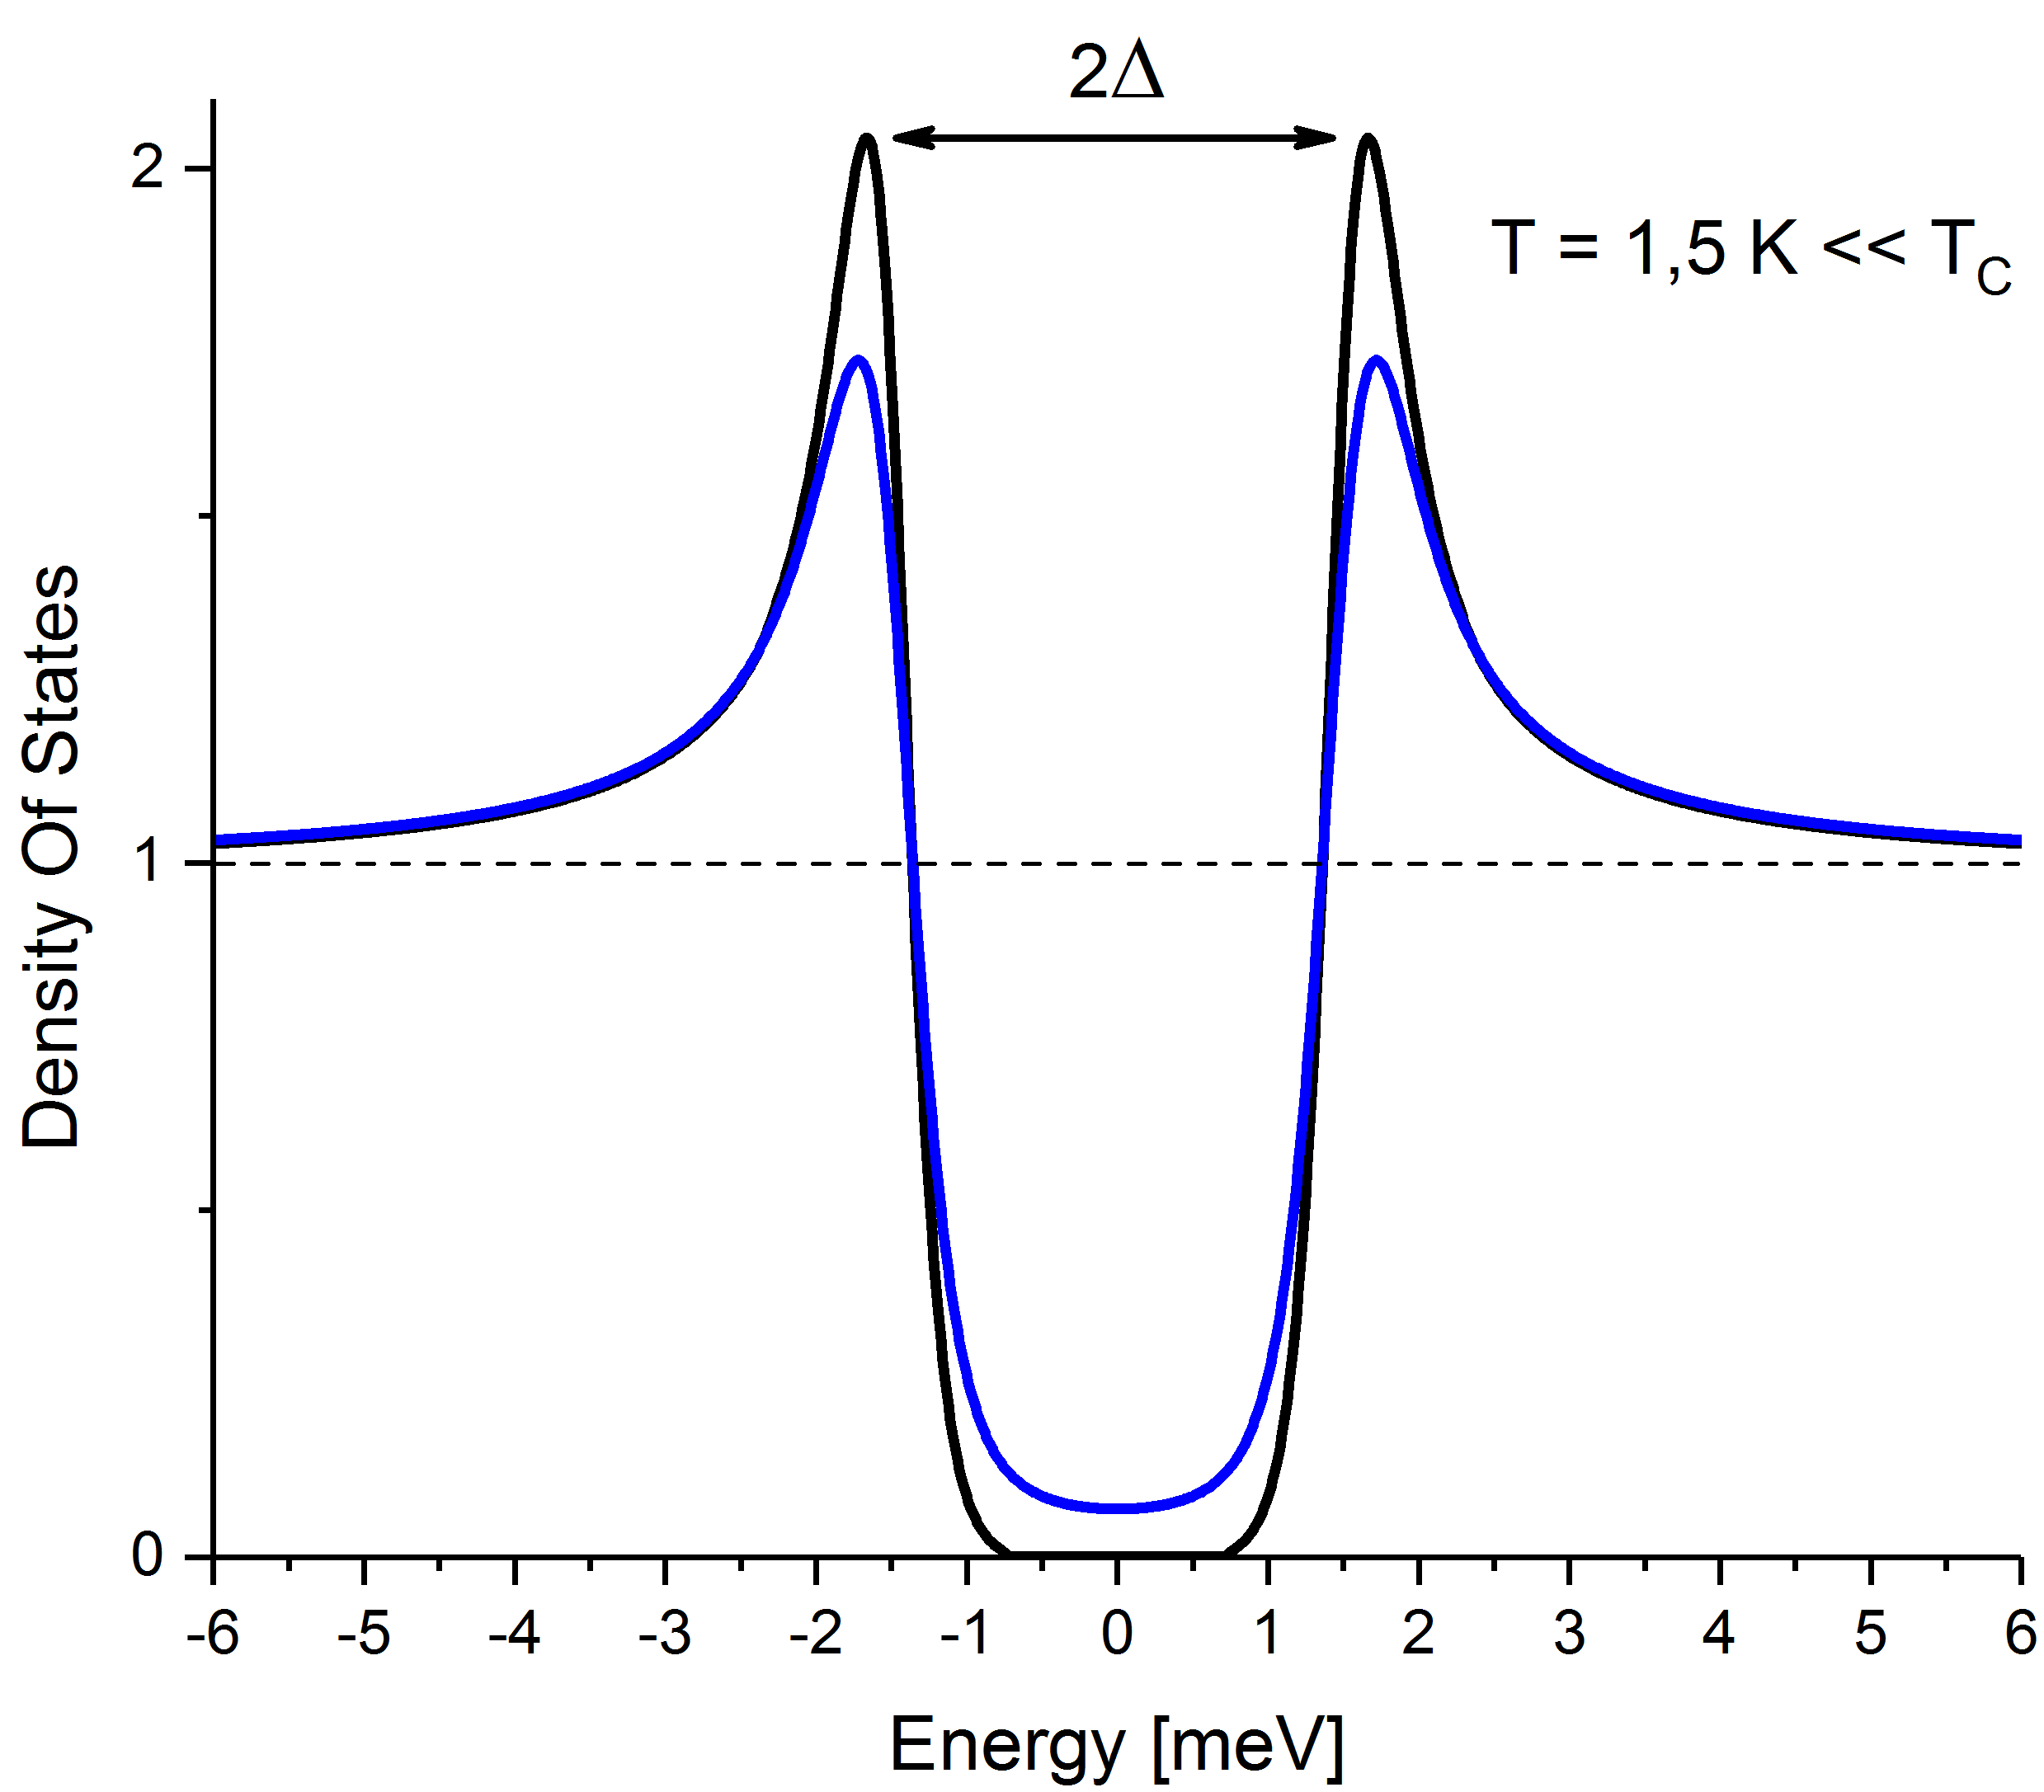 2Δ
2
T = 1,5 K << T_C
Density Of States
1
0
-6 -5 -4 -3 -2 -1 0 1 2 3 4 5 6
Energy [meV]